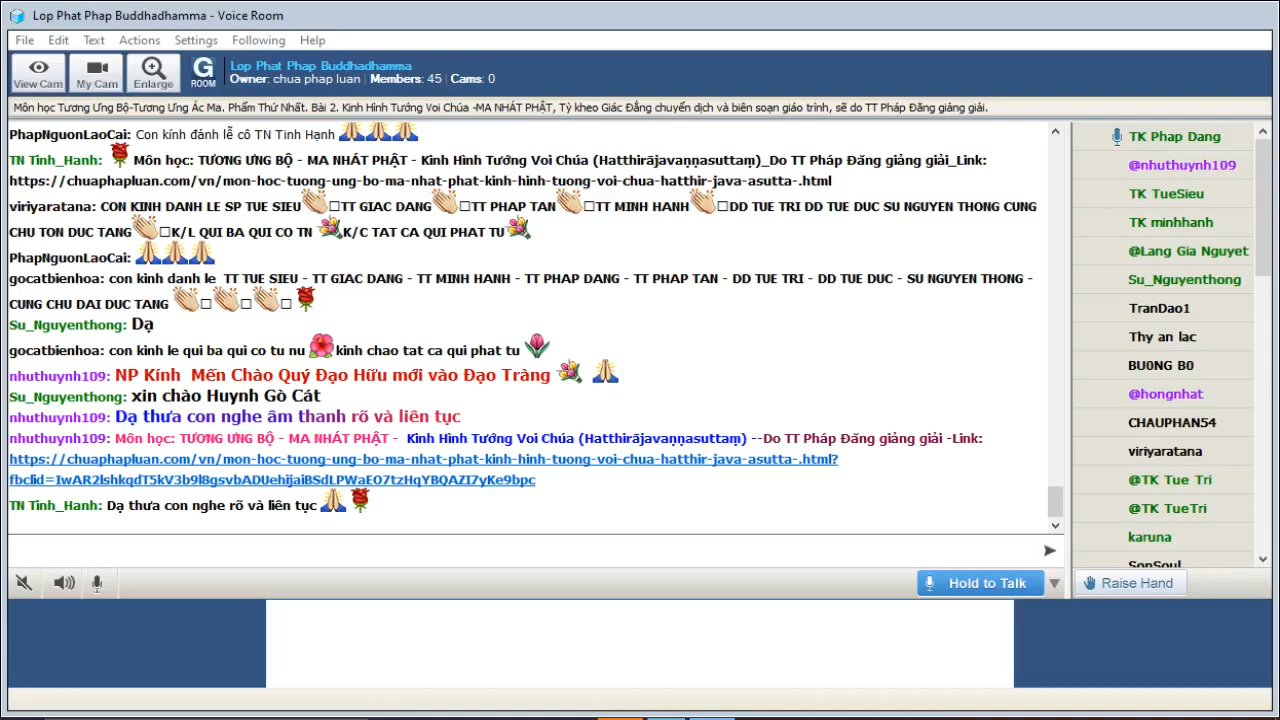 Lop Phat Phap Buddhadhamma - Voice Room
File Edit Text Actions Settings Following Help
View Cam My Cam Enlarge G ROOM
Lop Phat Phap Buddhadhamma
Owner: chua phap luan | Members: 45 | Cams: 0
Môn học Tương Ưng Bộ-Tương Ưng Ác Ma. Phẩm Thứ Nhất. Bài 2. Kinh Hình Tướng Voi Chúa -MA NHÁT PHẬT, Tỳ kheo Giác Đẳng chuyển dịch và biên soạn giáo trình, sẽ do TT Pháp Đăng giảng giải.
PhapNguonLaoCai: Con kính đảnh lễ cô TN Tinh Hạnh
TN Tinh_Hanh: Môn học: TƯƠNG ƯNG BỘ - MA NHÁT PHẬT - Kinh Hình Tướng Voi Chúa (Hatthirājavaṇṇasuttaṃ)_Do TT Pháp Đăng giảng giải_Link:
https://chuaphapluan.com/vn/mon-hoc-tuong-ung-bo-ma-nhat-phat-kinh-hinh-tuong-voi-chua-hatthir-java-asutta-.html
viriyaratana: CON KINH DANH LE SP TUE SIEU TT GIAC DANG TT PHAP TAN TT MINH HANH DD TUE TRI DD TUE DUC SU NGUYEN THONG CUNG
CHU TON DUC TANG K/L QUI BA QUI CO TN K/C TAT CA QUI PHAT TU
PhapNguonLaoCai:
gocatbienhoa: con kinh danh le TT TUE SIEU - TT GIAC DANG - TT MINH HANH - TT PHAP DANG - TT PHAP TAN - DD TUE TRI - DD TUE DUC - SU NGUYEN THONG -
CUNG CHU DAI DUC TANG
Su_Nguyenthong: Dạ
gocatbienhoa: con kinh le qui ba qui co tu nu kinh chao tat ca qui phat tu
nhuthuynh109: NP Kính Mến Chào Quý Đạo Hữu mới vào Đạo Tràng
Su_Nguyenthong: xin chào Huynh Gò Cát
nhuthuynh109: Dạ thưa con nghe âm thanh rõ và liên tục
nhuthuynh109: Môn học: TƯƠNG ƯNG BỘ - MA NHÁT PHẬT - Kinh Hình Tướng Voi Chúa (Hatthirājavaṇṇasuttaṃ) --Do TT Pháp Đăng giảng giải -Link:
https://chuaphapluan.com/vn/mon-hoc-tuong-ung-bo-ma-nhat-phat-kinh-hinh-tuong-voi-chua-hatthir-java-asutta-.html?
fbclid=IwAR2lshkqdT5kV3b9l8gsvbADUehijaiBSdLPWaEO7tzHqYBQAZI7yKe9bpc
TN Tinh_Hanh: Dạ thưa con nghe rõ và liên tục
TK Phap Dang
@nhuthuynh109
TK TueSieu
TK minhhanh
@Lang Gia Nguyet
Su_Nguyenthong
TranDao1
Thy an lac
BU0NG B0
@hongnhat
CHAUPHAN54
viriyaratana
@TK Tue Tri
@TK TueTri
karuna
SonSoul
Hold to Talk
Raise Hand